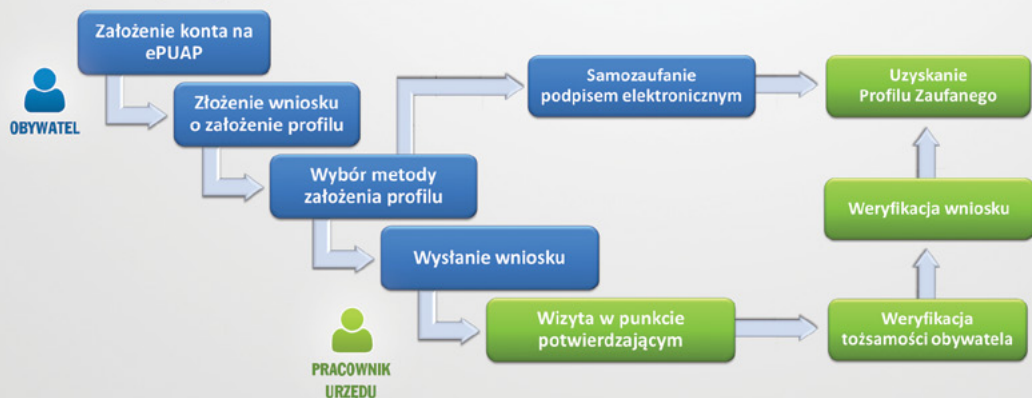 Założenie konta na
ePUAP
OBYWATEL
Złożenie wniosku
o założenie profilu
Wybór metody
założenia profilu
Samozaufanie
podpisem elektronicznym
Uzyskanie
Profilu Zaufanego
Wysłanie wniosku
Weryfikacja wniosku
PRACOWNIK
URZEDU
Wizyta w punkcie
potwierdzającym
Weryfikacja
tożsamości obywatela